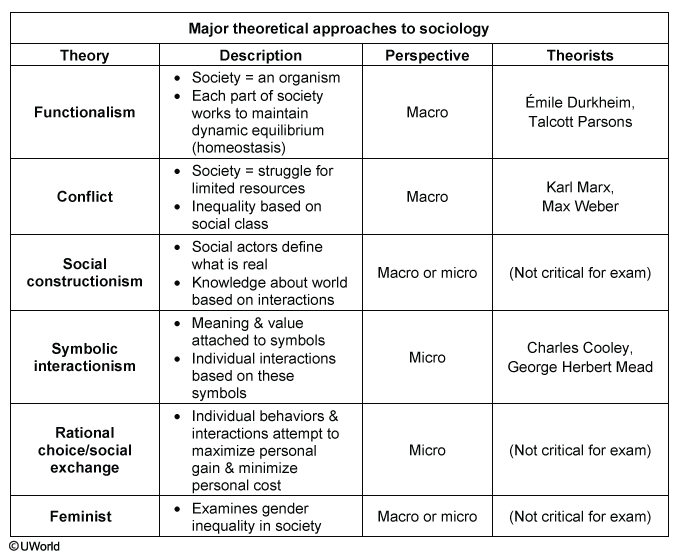 Major theoretical approaches to sociology
Theory Description Perspective Theorists
Functionalism
• Society = an organism
• Each part of society
works to maintain
dynamic equilibrium
(homeostasis)
Macro
Émile Durkheim,
Talcott Parsons
Conflict
• Society = struggle for
limited resources
• Inequality based on
social class
Macro
Karl Marx,
Max Weber
Social
constructionism
• Social actors define
what is real
• Knowledge about world
based on interactions
Macro or micro
(Not critical for exam)
Symbolic
interactionism
• Meaning & value
attached to symbols
• Individual interactions
based on these
symbols
Micro
Charles Cooley,
George Herbert Mead
Rational
choice/social
exchange
• Individual behaviors &
interactions attempt to
maximize personal
gain & minimize
personal cost
Micro
(Not critical for exam)
Feminist
• Examines gender
inequality in society
Macro or micro
(Not critical for exam)
©UWorld